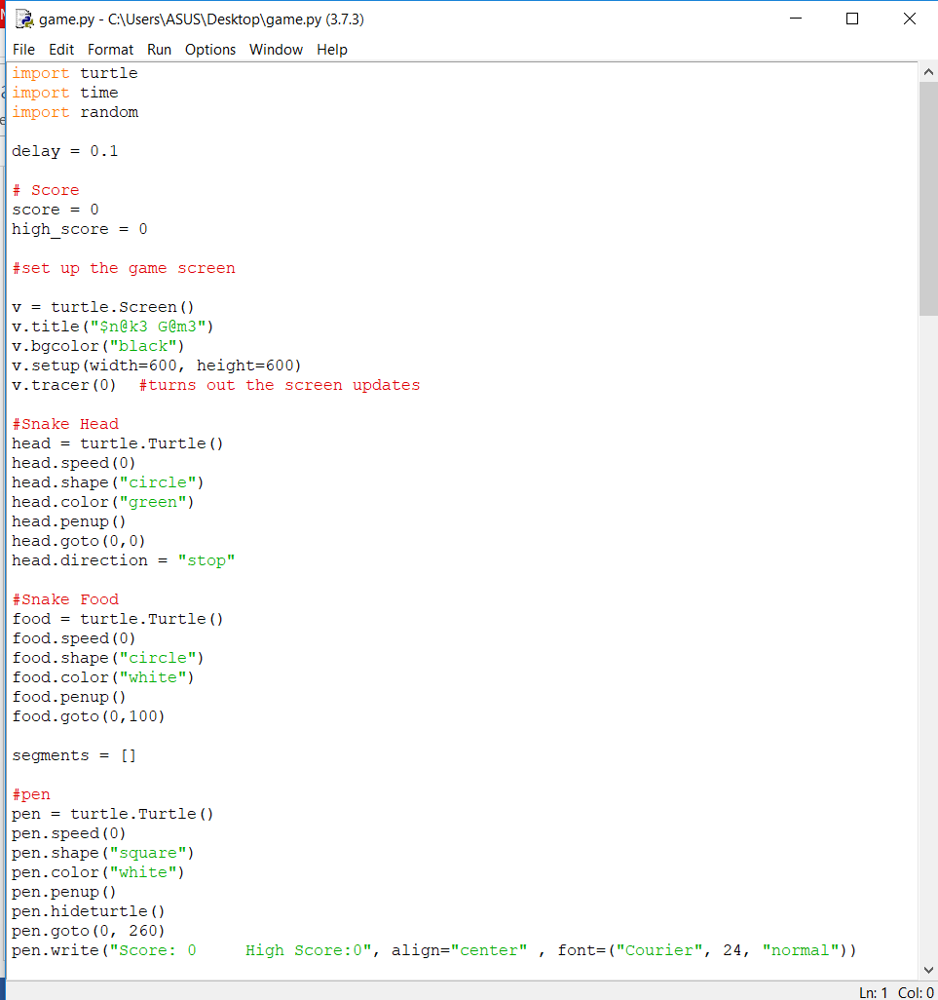 game.py - C:\Users\ASUS\Desktop\game.py (3.7.3)
File Edit Format Run Options Window Help
import turtle
import time
import random
delay = 0.1
# Score
score = 0
high_score = 0
#set up the game screen
v = turtle.Screen()
v.title("$n@k3 G@m3")
v.bgcolor("black")
v.setup(width=600, height=600)
v.tracer(0)  #turns out the screen updates
#Snake Head
head = turtle.Turtle()
head.speed(0)
head.shape("circle")
head.color("green")
head.penup()
head.goto(0,0)
head.direction = "stop"
#Snake Food
food = turtle.Turtle()
food.speed(0)
food.shape("circle")
food.color("white")
food.penup()
food.goto(0,100)
segments = []
#pen
pen = turtle.Turtle()
pen.speed(0)
pen.shape("square")
pen.color("white")
pen.penup()
pen.hideturtle()
pen.goto(0, 260)
pen.write("Score: 0     High Score:0", align="center" , font=("Courier", 24, "normal"))
Ln: 1 Col: 0